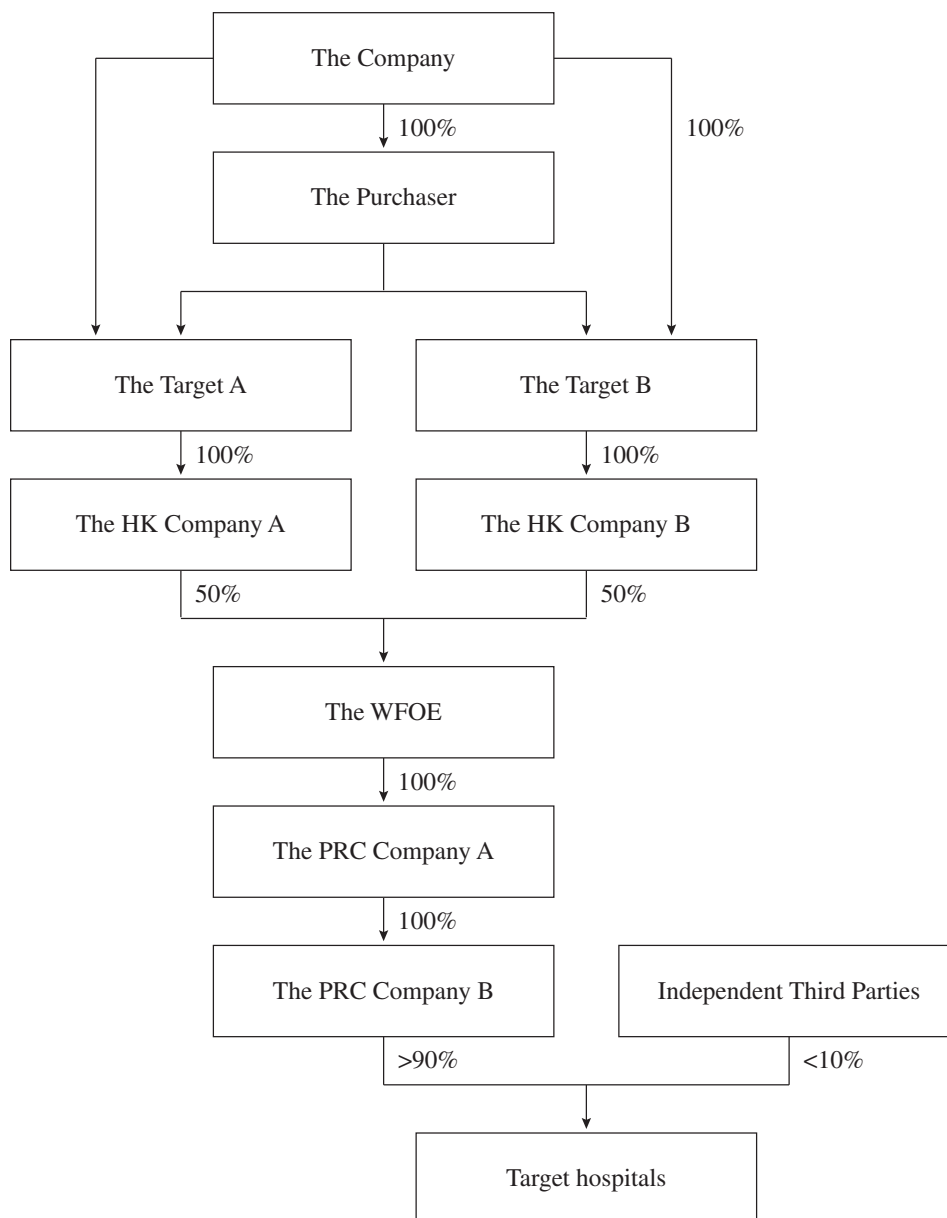 The Company
100%
100%
The Purchaser
The Target A
The Target B
100%
100%
The HK Company A
The HK Company B
50%
50%
The WFOE
100%
The PRC Company A
100%
The PRC Company B
Independent Third Parties
>90%
<10%
Target hospitals